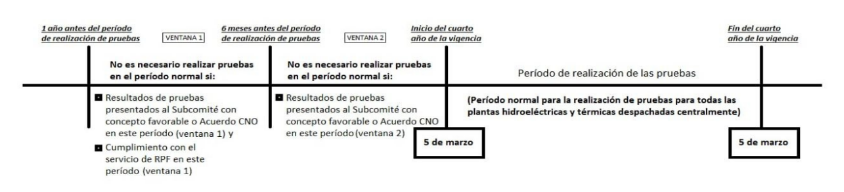 1 año antes del período
de realización de pruebas
VENTANA 1
6 meses antes del período
de realización de pruebas
VENTANA 2
Inicio del cuarto
año de la vigencia
Fin del cuarto
año de la vigencia
No es necesario realizar pruebas
en el período normal si:
No es necesario realizar pruebas
en el período normal si:
Período de realización de las pruebas
Resultados de pruebas
presentados al Subcomité con
concepto favorable o Acuerdo CNO
en este período (ventana 1) y
Cumplimiento con el
servicio de RPF en este
período (ventana 1)
Resultados de pruebas
presentados al Subcomité con
concepto favorable o Acuerdo CNO
en este período (ventana 2)
(Período normal para la realización de pruebas para todas las
plantas hidroeléctricas y térmicas despachadas centralmente)
5 de marzo
5 de marzo